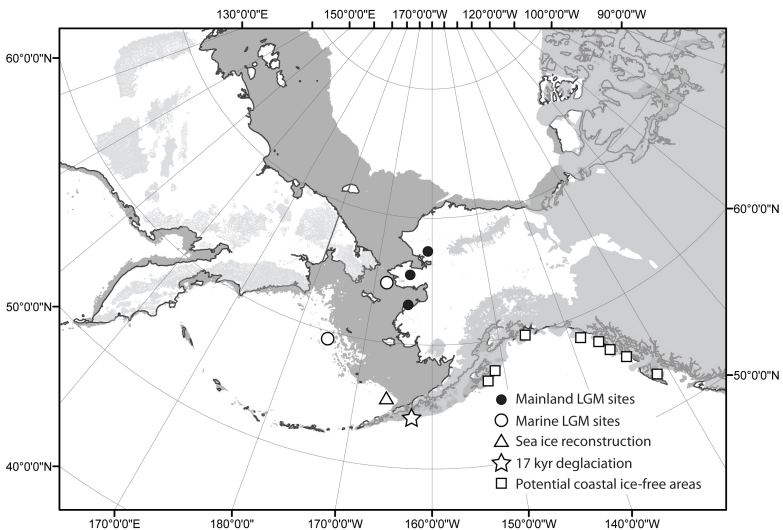 130°0'0"E 150°0'0"E 170°0'0"W 120°0'0"W 100°0'0"W 90°0'0"W
60°0'0"N
60°0'0"N
50°0'0"N
50°0'0"N
Mainland LGM sites
Marine LGM sites
Sea ice reconstruction
17 kyr deglaciation
Potential coastal ice-free areas
40°0'0"N
170°0'0"E 180°0'0" 170°0'0"W 160°0'0"W 150°0'0"W 140°0'0"W